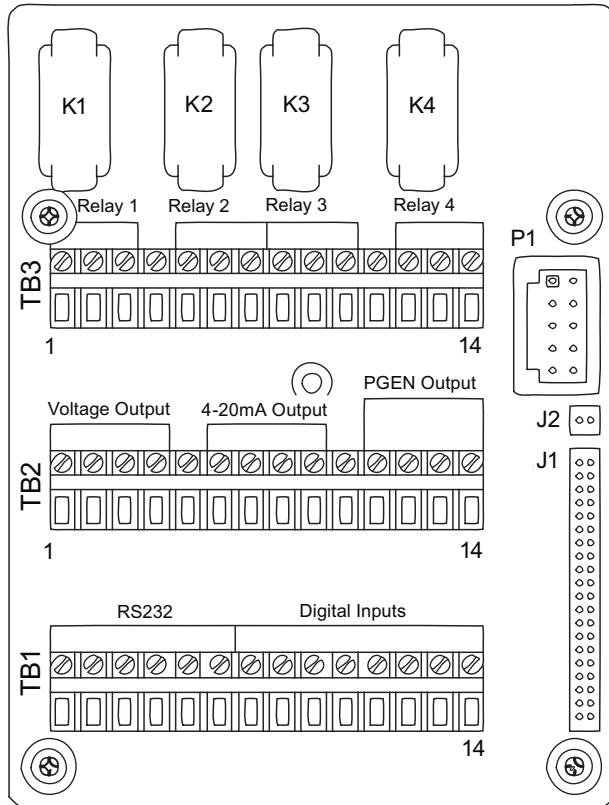 K1 K2 K3 K4
Relay 1 Relay 2 Relay 3 Relay 4
P1
TB3
1 14
PGEN Output
Voltage Output 4-20mA Output
J2
J1
TB2
1 14
RS232 Digital Inputs
TB1
14